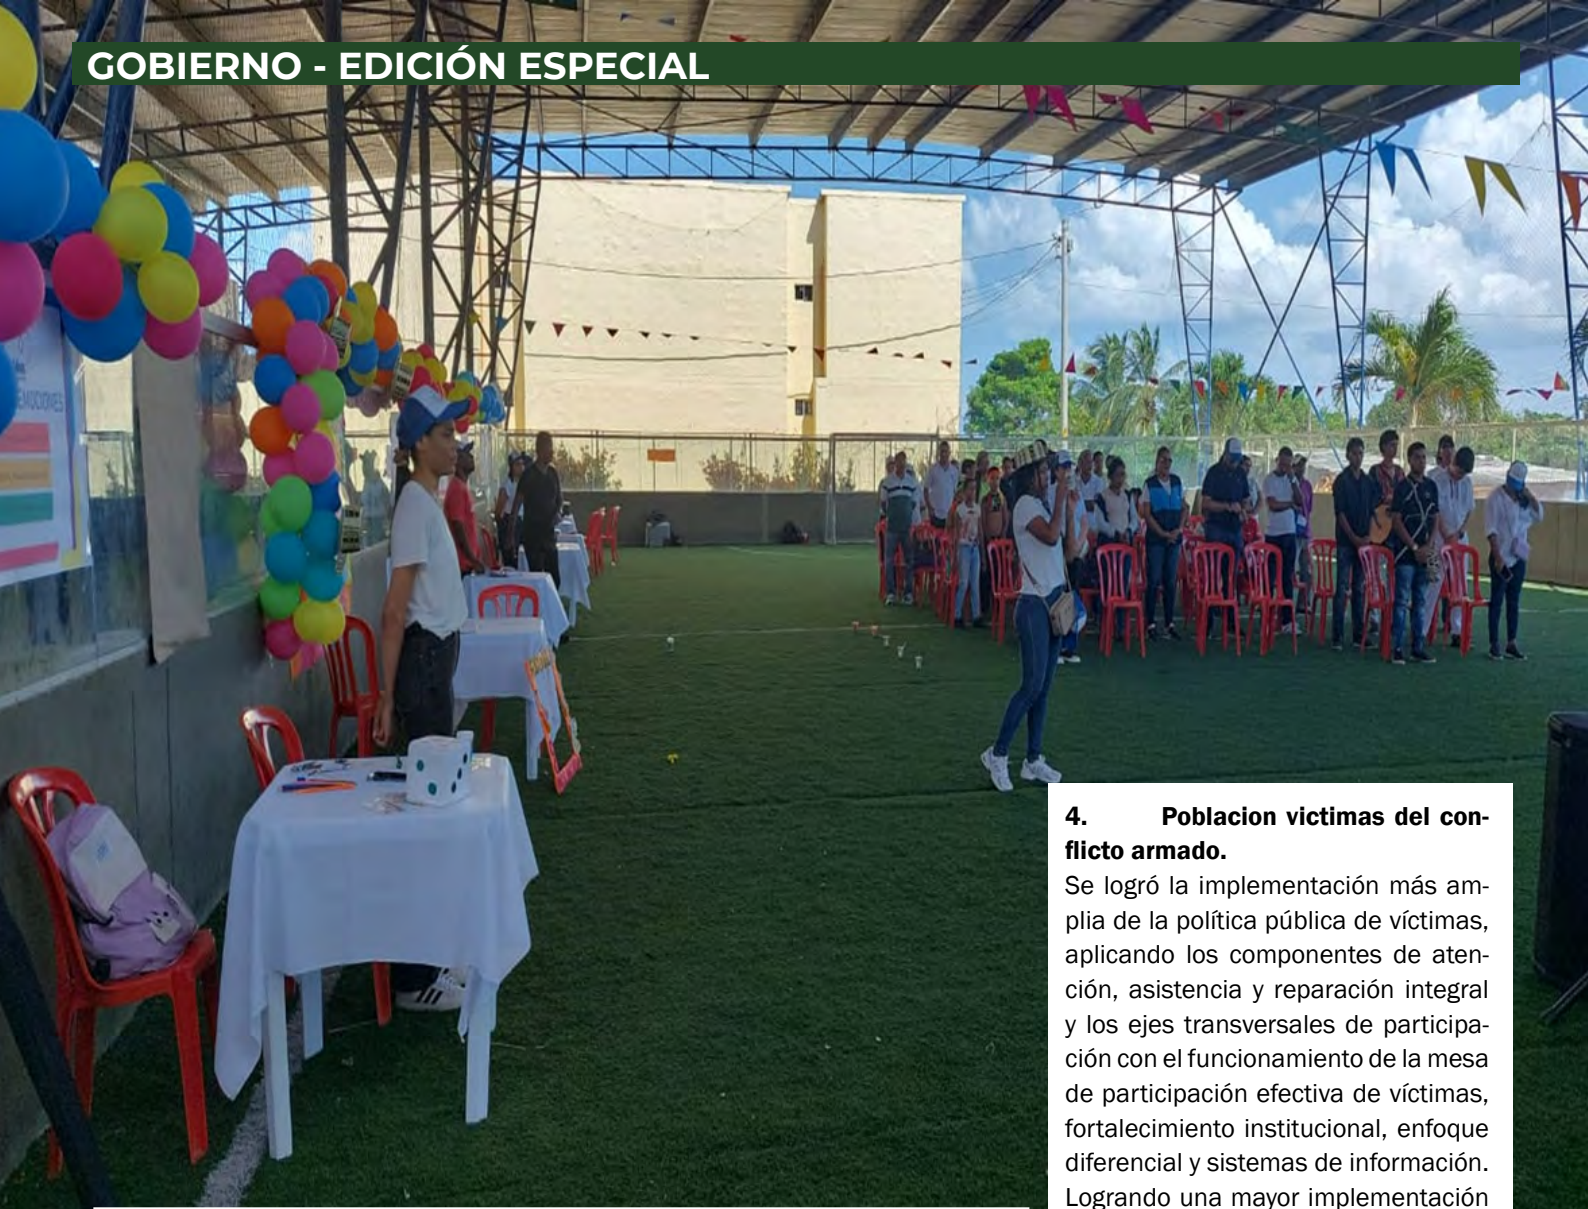 GOBIERNO - EDICIÓN ESPECIAL
EMOCIONES
4. Poblacion victimas del con-
flicto armado.
Se logró la implementación más am-
plia de la política pública de víctimas,
aplicando los componentes de aten-
ción, asistencia y reparación integral
y los ejes transversales de participa-
ción con el funcionamiento de la mesa
de participación efectiva de víctimas,
fortalecimiento institucional, enfoque
diferencial y sistemas de información.
Logrando una mayor implementación